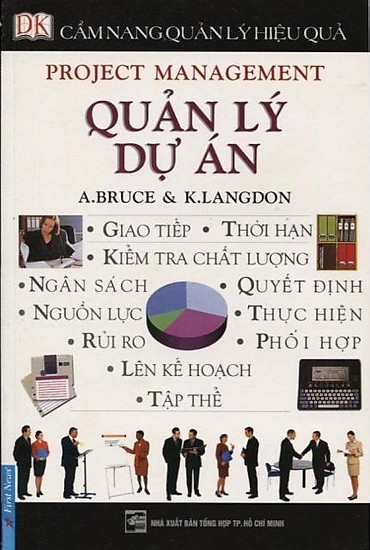 DK CẨM NANG QUẢN LÝ HIỆU QUẢ
PROJECT MANAGEMENT
QUẢN LÝ
DỰ ÁN
A.BRUCE & K.LANGDON
• GIAO TIẾP • THỜI HẠN
• KIỂM TRA CHẤT LƯỢNG
• NGÂN SÁCH • QUYẾT ĐỊNH
• NGUỒN LỰC • THỰC HIỆN
• RỦI RO • PHỐI HỢP
• LÊN KẾ HOẠCH
• TẬP THỂ
First News
NHÀ XUẤT BẢN TỔNG HỢP TP. HỒ CHÍ MINH